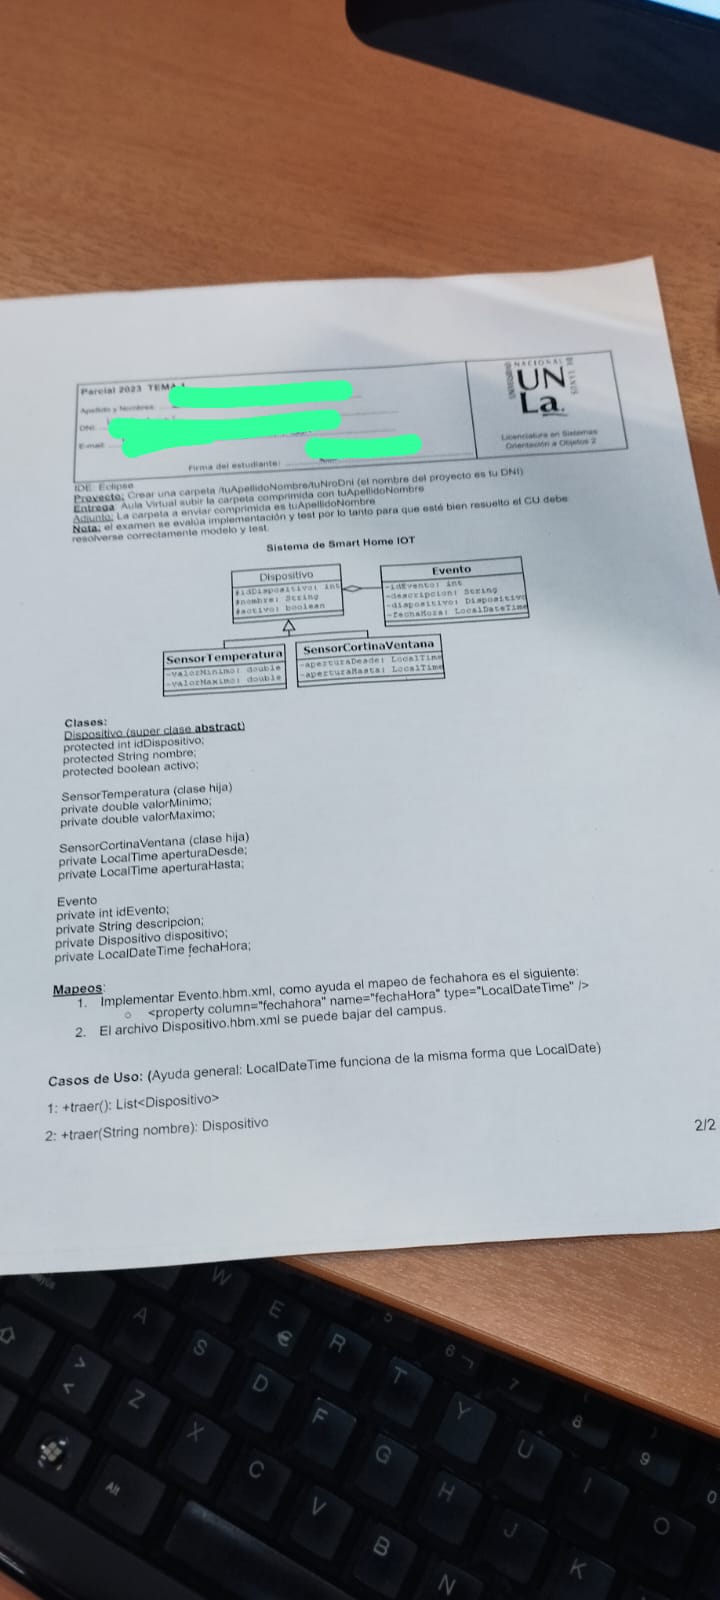 Parcial 2023 TEMA 1
Apellido y Nombres:
DNI:
E-mail:
Firma del estudiante:
UNIVERSIDAD NACIONAL DE LANUS
UNLa.
Licenciatura en Sistemas
Orientación a Objetos 2
IDE: Eclipse
Proyecto: Crear una carpeta /tuApellidoNombre/tuNroDni (el nombre del proyecto es tu DNI)
Entrega: Aula Virtual subir la carpeta comprimida con tuApellidoNombre
Adjunto: La carpeta a enviar comprimida es tuApellidoNombre
Nota: el examen se evalúa implementación y test por lo tanto para que esté bien resuelto el CU debe
resolverse correctamente modelo y test.
Sistema de Smart Home IOT
Dispositivo
#idDispositivo: int
#nombre: String
#activo: boolean
Evento
-idEvento: int
-descripcion: String
-dispositivo: Dispositivo
-fechaHora: LocalDateTime
SensorTemperatura
-valorMinimo: double
-valorMaximo: double
SensorCortinaVentana
-aperturaDesde: LocalTime
-aperturaHasta: LocalTime
Clases:
Dispositivo (super clase abstract)
protected int idDispositivo;
protected String nombre;
protected boolean activo;
SensorTemperatura (clase hija)
private double valorMinimo;
private double valorMaximo;
SensorCortinaVentana (clase hija)
private LocalTime aperturaDesde;
private LocalTime aperturaHasta;
Evento
private int idEvento;
private String descripcion;
private Dispositivo dispositivo;
private LocalDateTime fechaHora;
Mapeos:
1. Implementar Evento.hbm.xml, como ayuda el mapeo de fechahora es el siguiente:
○ <property column="fechahora" name="fechaHora" type="LocalDateTime" />
2. El archivo Dispositivo.hbm.xml se puede bajar del campus.
Casos de Uso: (Ayuda general: LocalDateTime funciona de la misma forma que LocalDate)
1: +traer(): List<Dispositivo>
2: +traer(String nombre): Dispositivo
2/2
W E € R 5 6 ¬ 7 8 9 0
A S D F T Y U I O
> < Z X C V G H J K
Alt B N